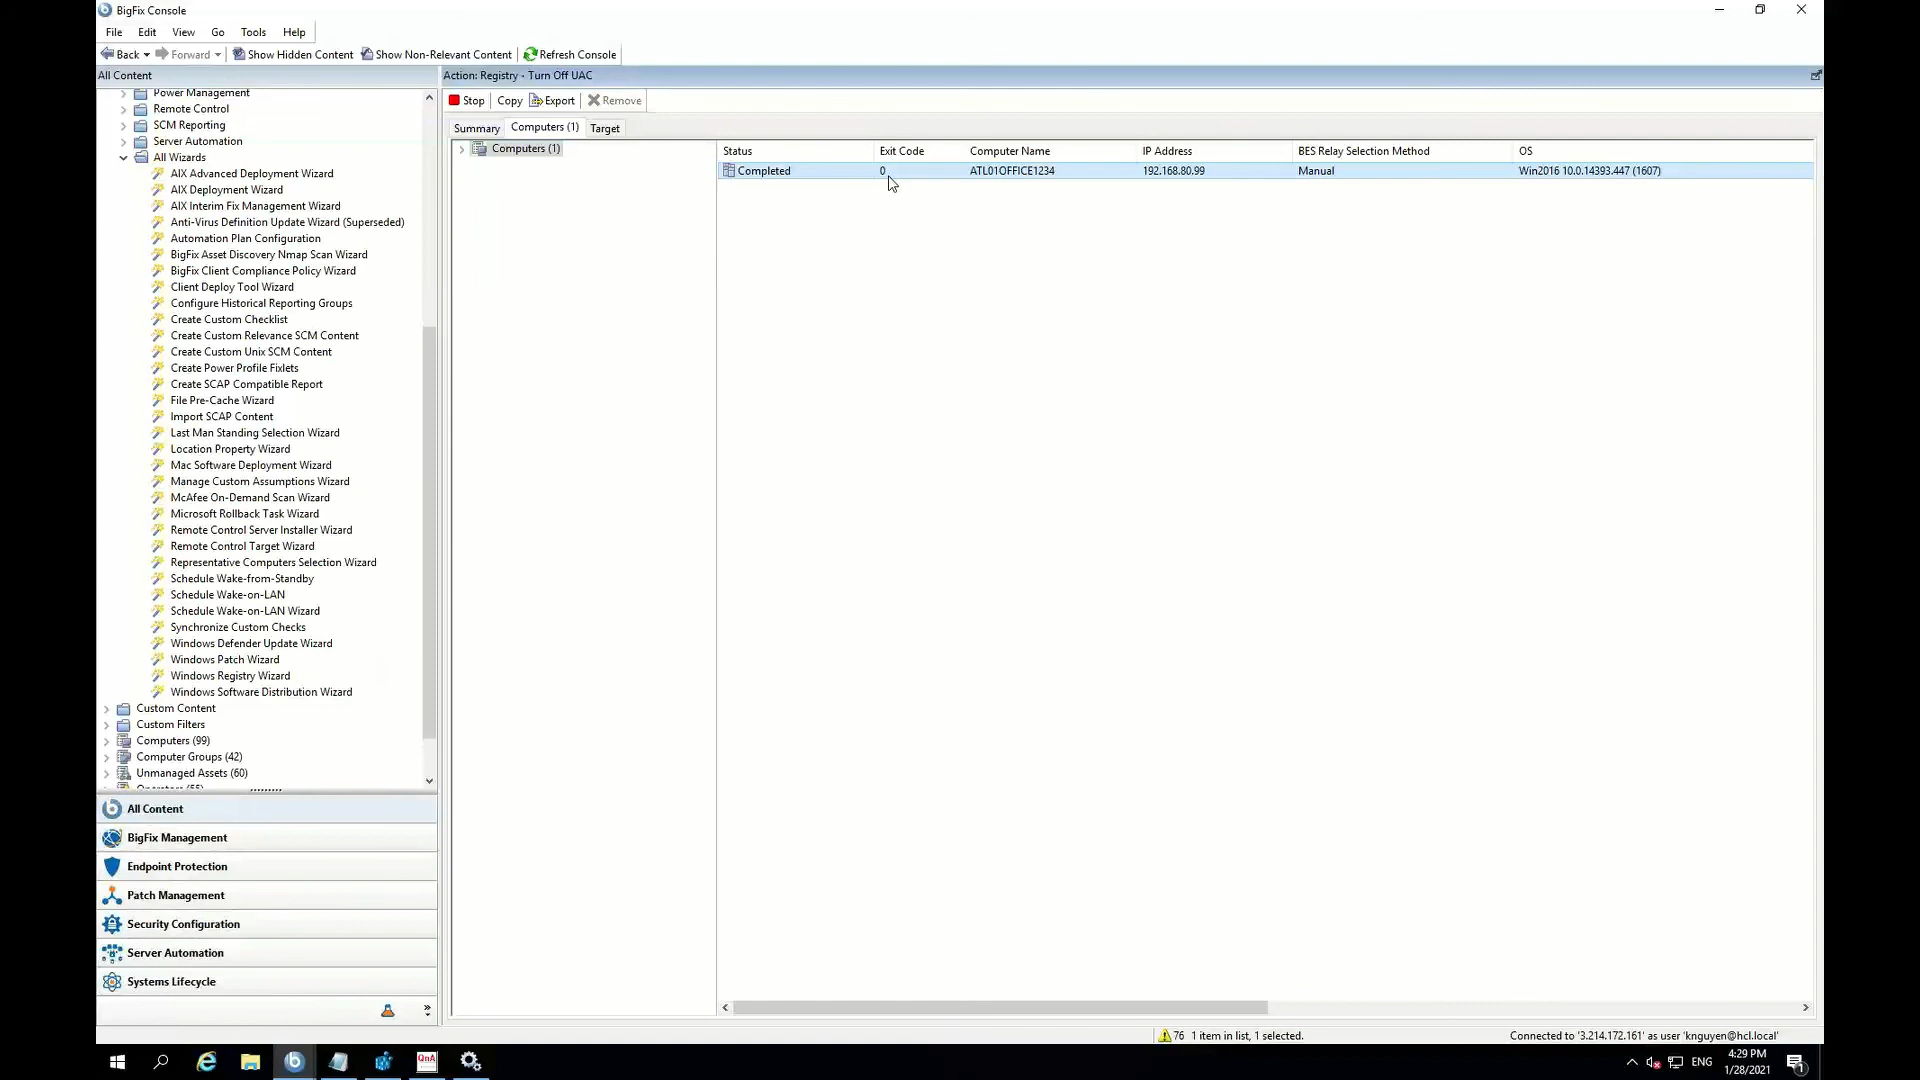 BigFix Console
File Edit View Go Tools Help
Back Forward Show Hidden Content Show Non-Relevant Content Refresh Console
All Content
Power Management
Remote Control
SCM Reporting
Server Automation
All Wizards
AIX Advanced Deployment Wizard
AIX Deployment Wizard
AIX Interim Fix Management Wizard
Anti-Virus Definition Update Wizard (Superseded)
Automation Plan Configuration
BigFix Asset Discovery Nmap Scan Wizard
BigFix Client Compliance Policy Wizard
Client Deploy Tool Wizard
Configure Historical Reporting Groups
Create Custom Checklist
Create Custom Relevance SCM Content
Create Custom Unix SCM Content
Create Power Profile Fixlets
Create SCAP Compatible Report
File Pre-Cache Wizard
Import SCAP Content
Last Man Standing Selection Wizard
Location Property Wizard
Mac Software Deployment Wizard
Manage Custom Assumptions Wizard
McAfee On-Demand Scan Wizard
Microsoft Rollback Task Wizard
Remote Control Server Installer Wizard
Remote Control Target Wizard
Representative Computers Selection Wizard
Schedule Wake-from-Standby
Schedule Wake-on-LAN
Schedule Wake-on-LAN Wizard
Synchronize Custom Checks
Windows Defender Update Wizard
Windows Patch Wizard
Windows Registry Wizard
Windows Software Distribution Wizard
Custom Content
Custom Filters
Computers (99)
Computer Groups (42)
Unmanaged Assets (60)
Operators (55)
All Content
BigFix Management
Endpoint Protection
Patch Management
Security Configuration
Server Automation
Systems Lifecycle
Action: Registry - Turn Off UAC
Stop Copy Export Remove
Summary Computers (1) Target
Computers (1)
Status Exit Code Computer Name IP Address BES Relay Selection Method OS
Completed 0 ATL01OFFICE1234 192.168.80.99 Manual Win2016 10.0.14393.447 (1607)
76 1 item in list, 1 selected. Connected to '3.214.172.161' as user 'knguyen@hcl.local'
QnA
ENG
4:29 PM
1/28/2021
1